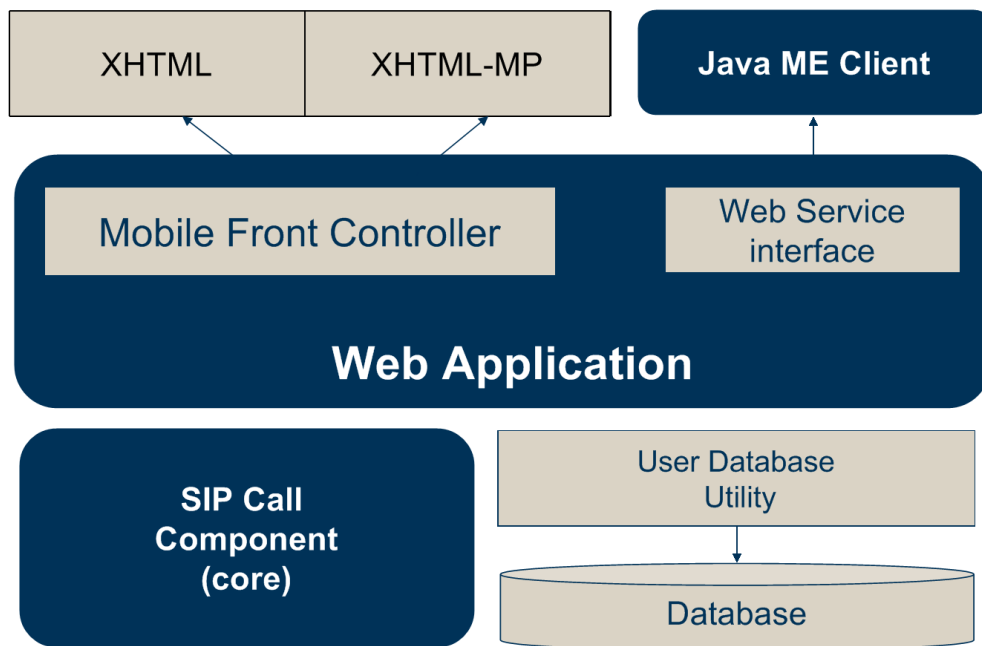 XHTML
XHTML-MP
Java ME Client
Mobile Front Controller
Web Service
interface
Web Application
SIP Call
Component
(core)
User Database
Utility
Database